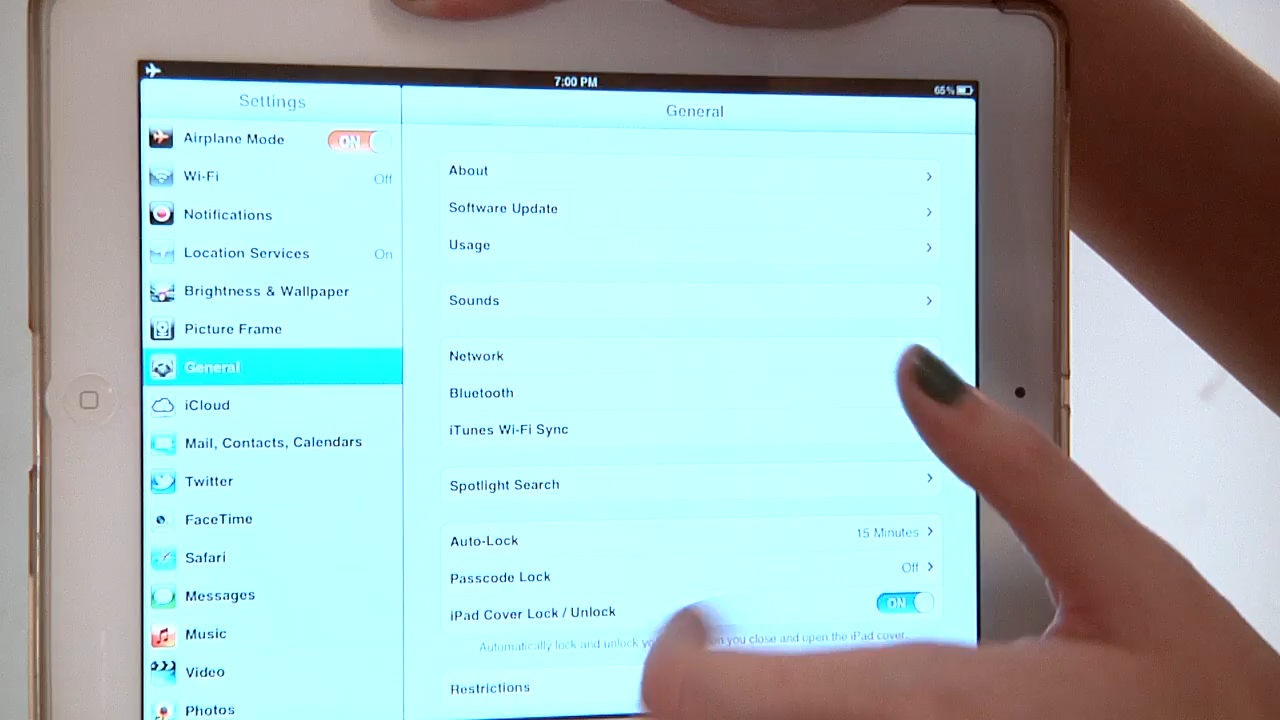 7:00 PM
65%
Settings
Airplane Mode ON
Wi-Fi Off
Notifications
Location Services On
Brightness & Wallpaper
Picture Frame
General
iCloud
Mail, Contacts, Calendars
Twitter
FaceTime
Safari
Messages
Music
Video
Photos
General
About
Software Update
Usage
Sounds
Network
Bluetooth
iTunes Wi-Fi Sync
Spotlight Search
Auto-Lock 15 Minutes
Passcode Lock Off
iPad Cover Lock / Unlock ON
Automatically lock and unlock you close and open the iPad cover.
Restrictions